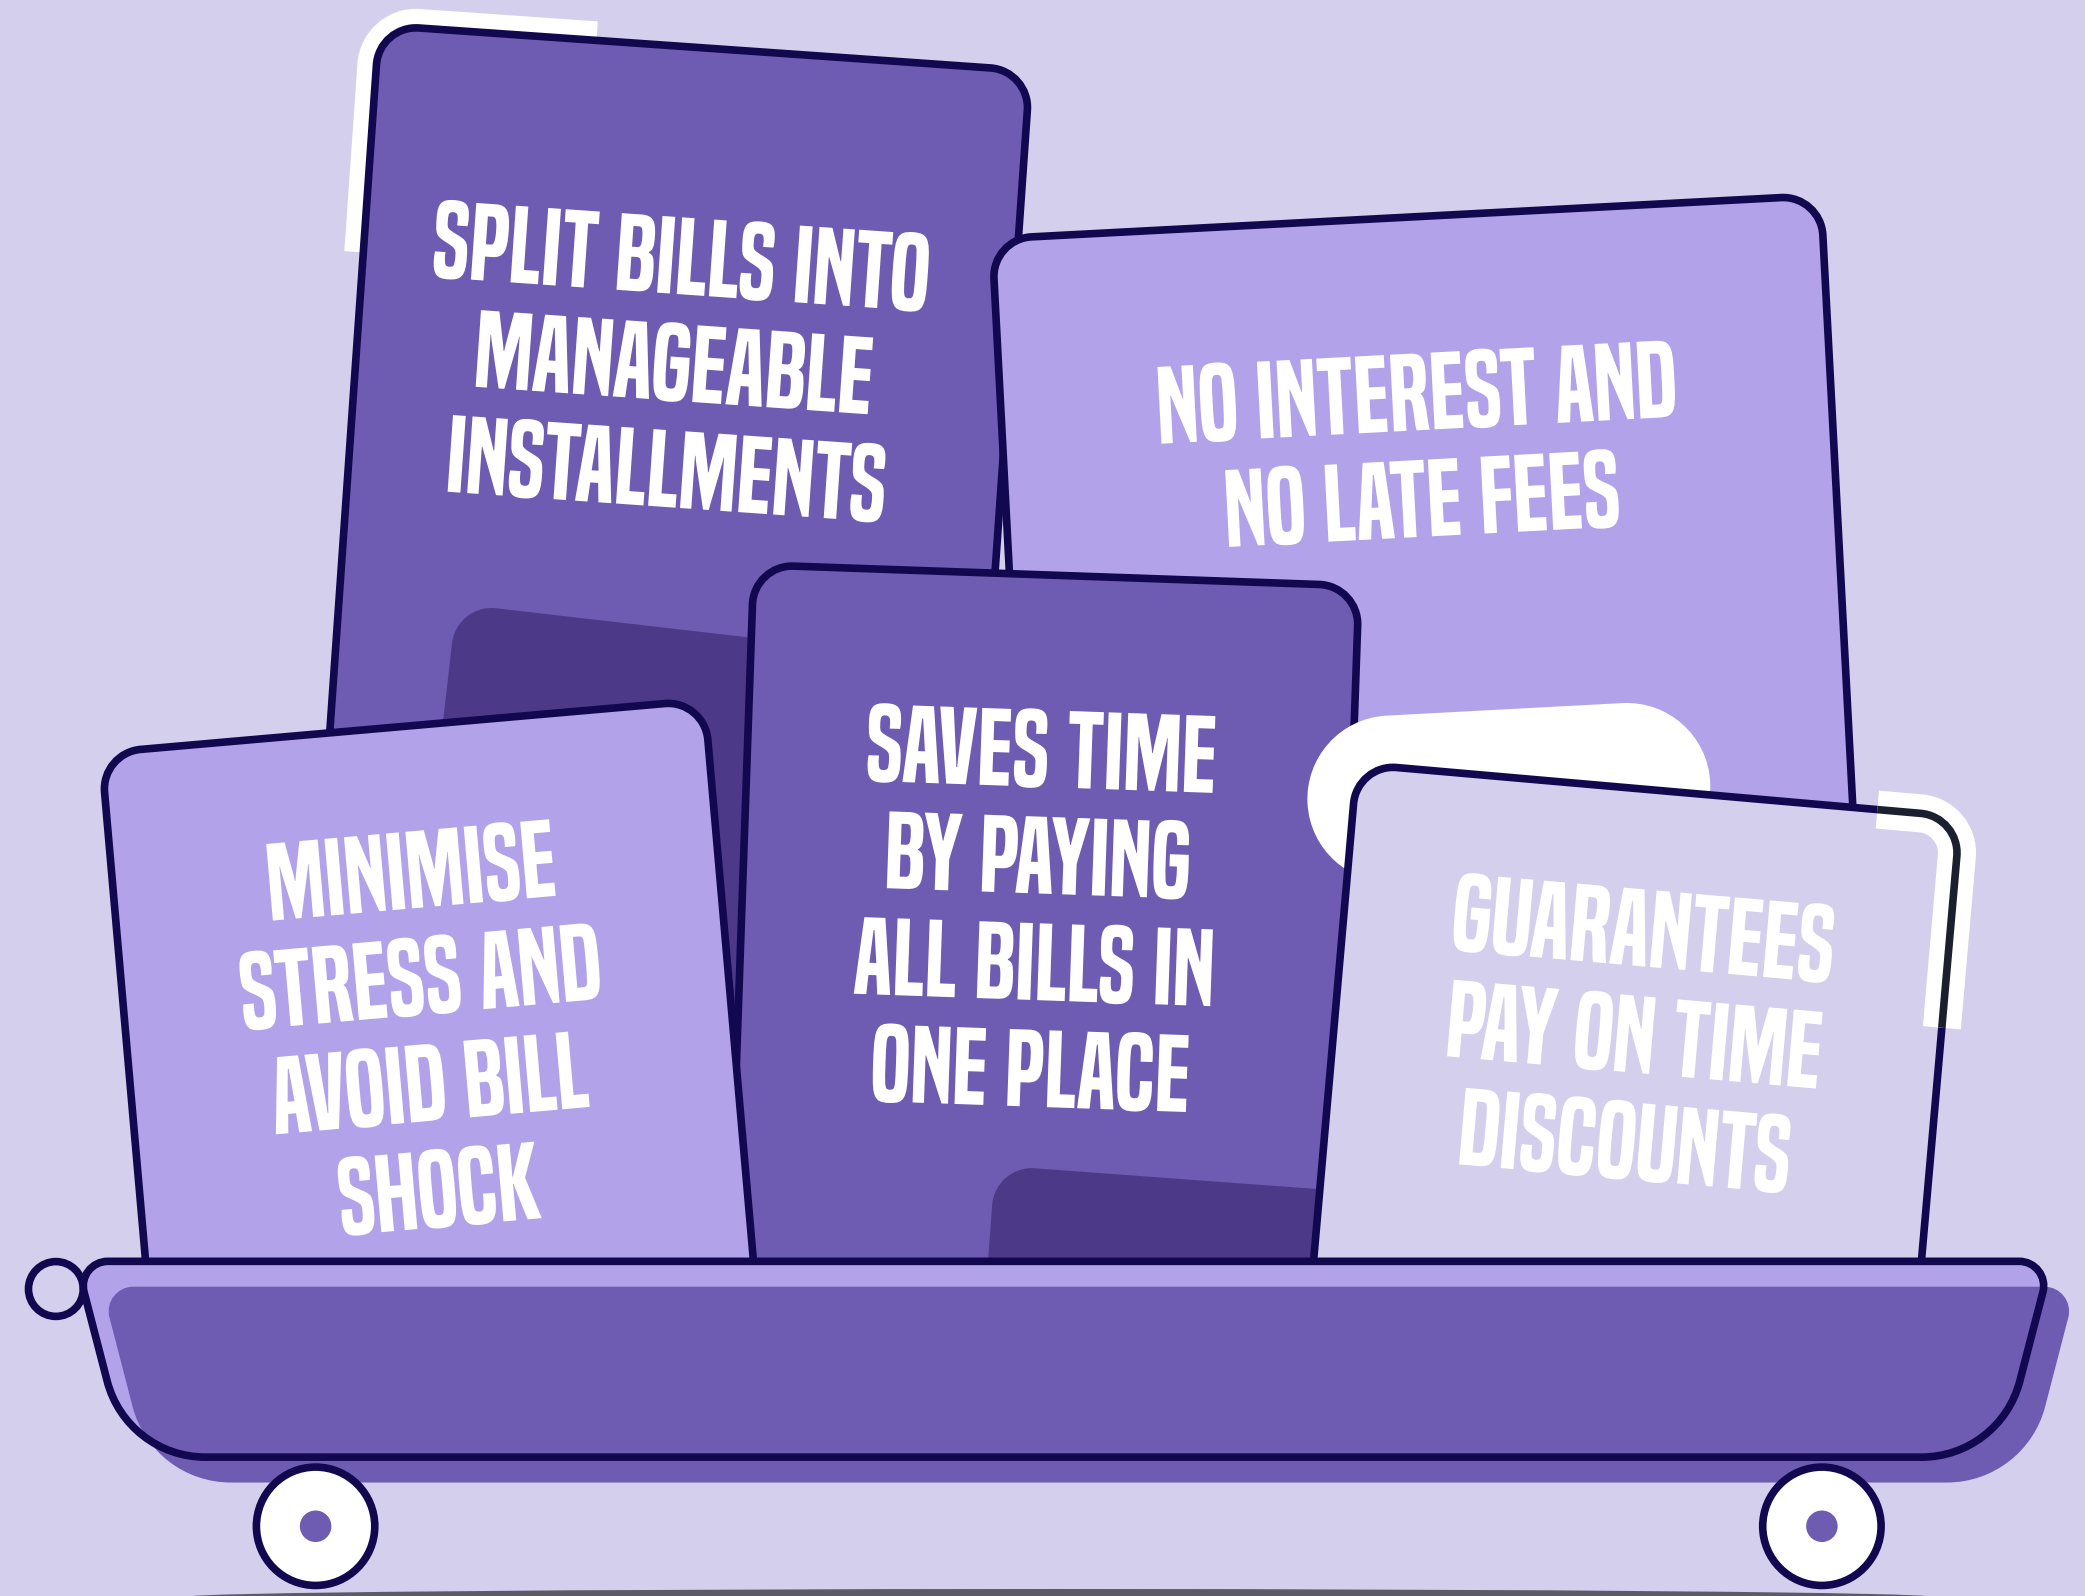 SPLIT BILLS INTO
MANAGEABLE
INSTALLMENTS
NO INTEREST AND
NO LATE FEES
MINIMISE
STRESS AND
AVOID BILL
SHOCK
SAVES TIME
BY PAYING
ALL BILLS IN
ONE PLACE
GUARANTEES
PAY ON TIME
DISCOUNTS